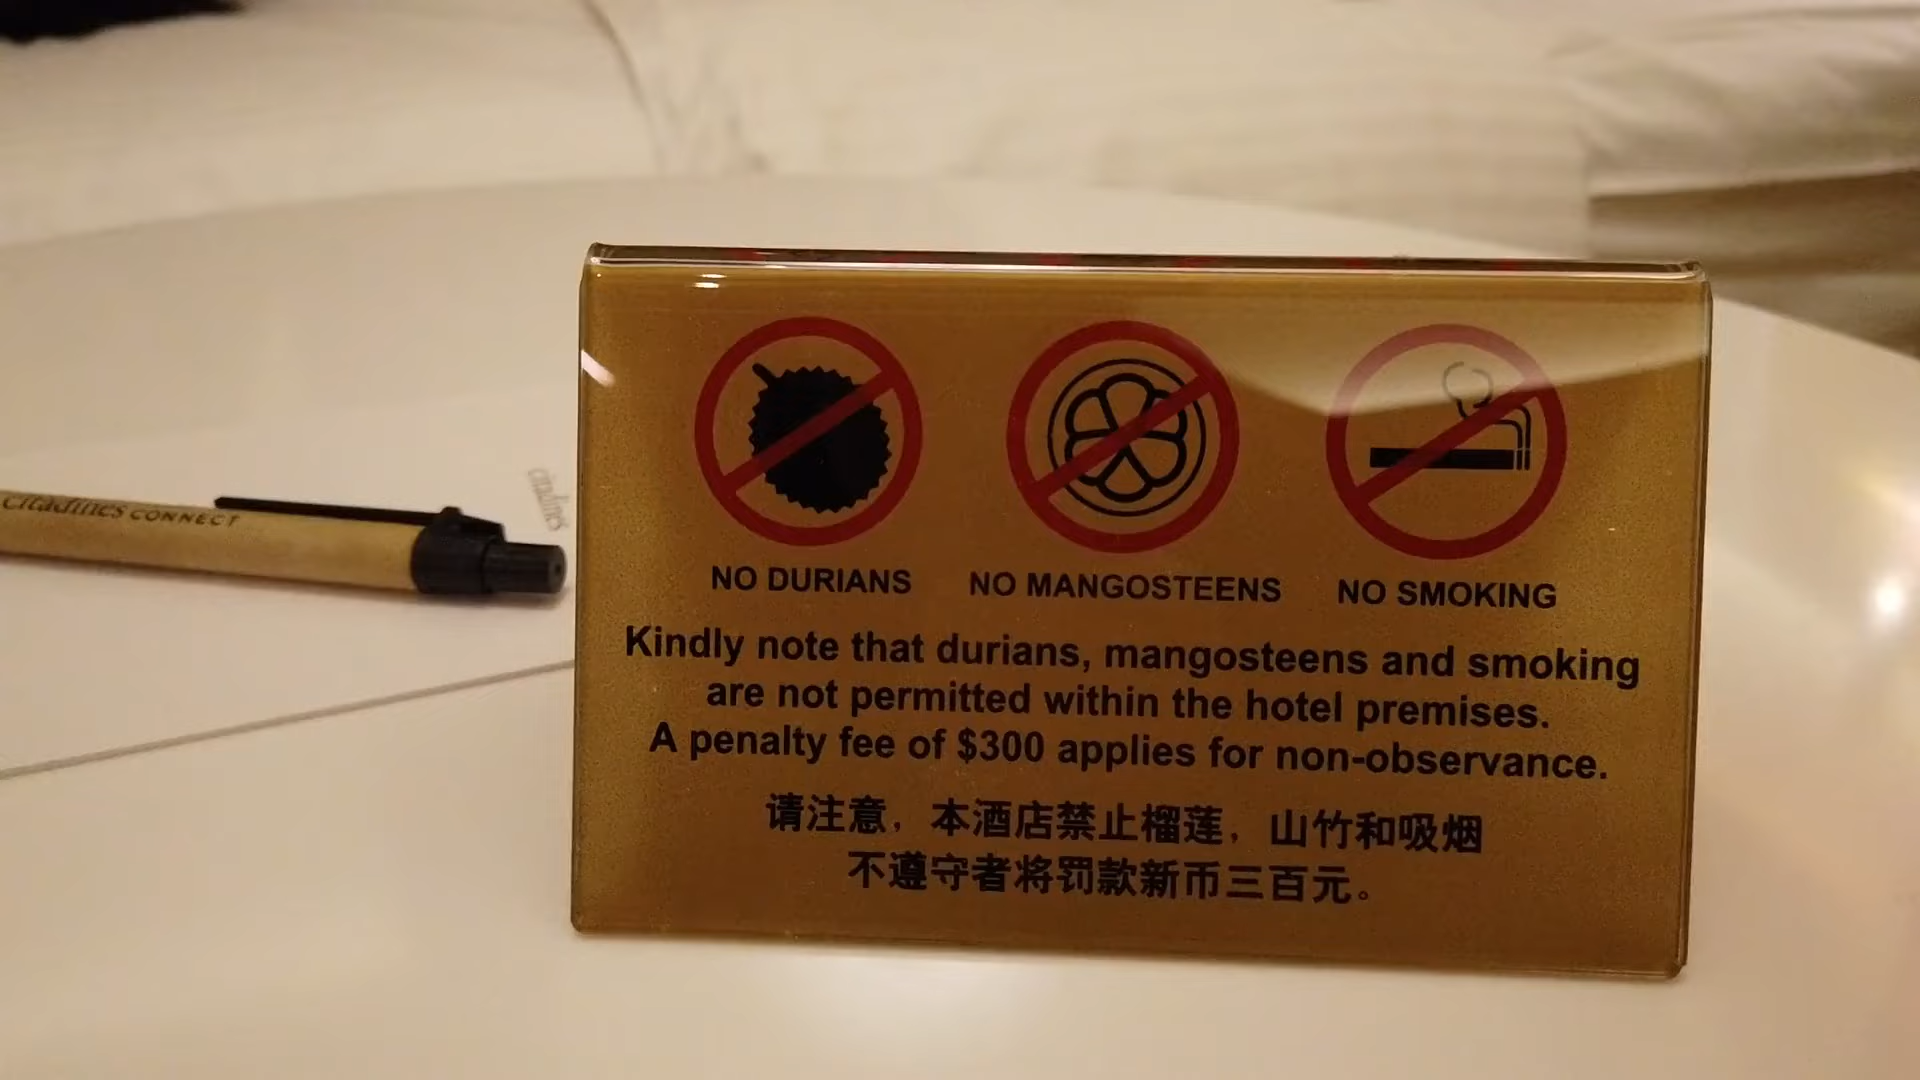 NO DURIANS
NO MANGOSTEENS
NO SMOKING
Kindly note that durians, mangosteens and smoking
are not permitted within the hotel premises.
A penalty fee of $300 applies for non-observance.
请注意，本酒店禁止榴莲，山竹和吸烟
不遵守者将罚款新币三百元。
citadines CONNECT
citadines